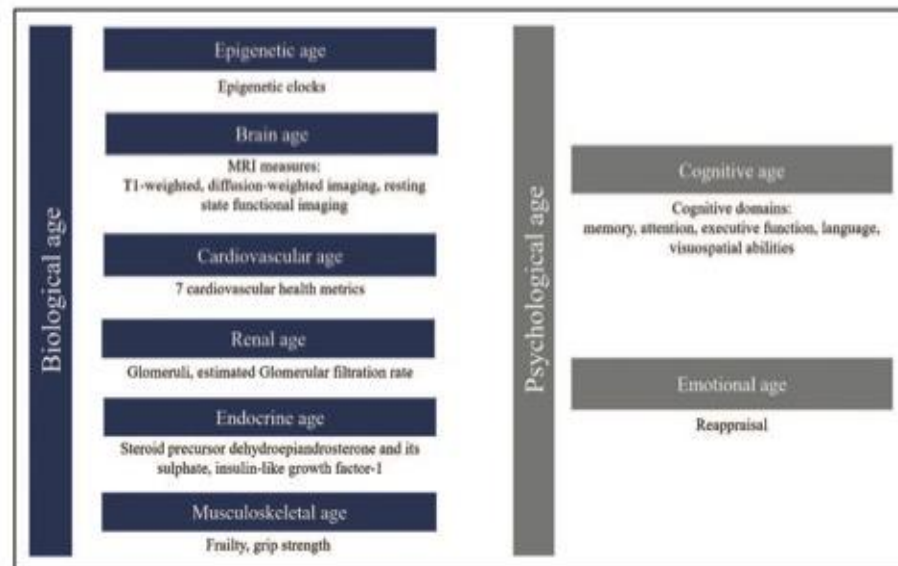 Biological age
Epigenetic age
Epigenetic clocks
Brain age
MRI measures:
T1-weighted, diffusion-weighted imaging, resting
state functional imaging
Cardiovascular age
7 cardiovascular health metrics
Renal age
Glomeruli, estimated Glomerular filtration rate
Endocrine age
Steroid precursor dehydroepiandrosterone and its
sulphate, insulin-like growth factor-1
Musculoskeletal age
Frailty, grip strength
Psychological age
Cognitive age
Cognitive domains:
memory, attention, executive function, language,
visuospatial abilities
Emotional age
Reappraisal